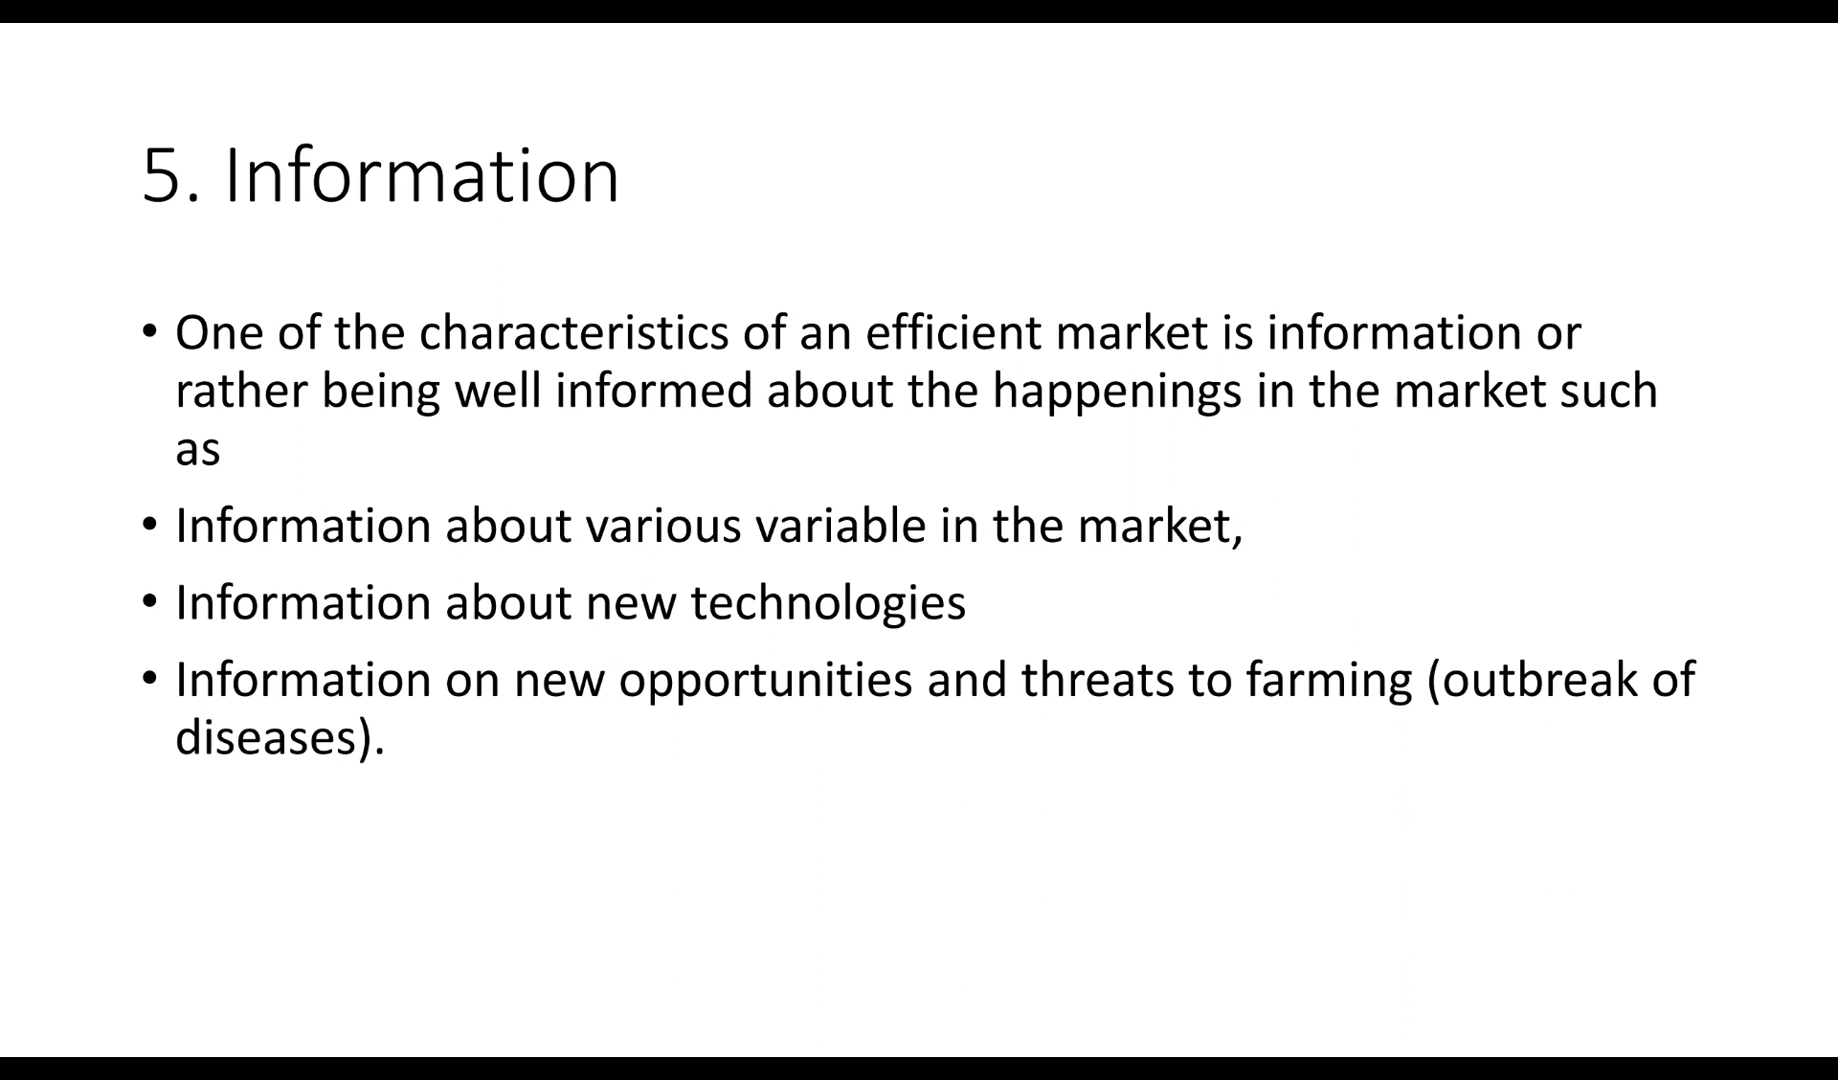 5. Information
• One of the characteristics of an efficient market is information or
rather being well informed about the happenings in the market such
as
• Information about various variable in the market,
• Information about new technologies
• Information on new opportunities and threats to farming (outbreak of
diseases).